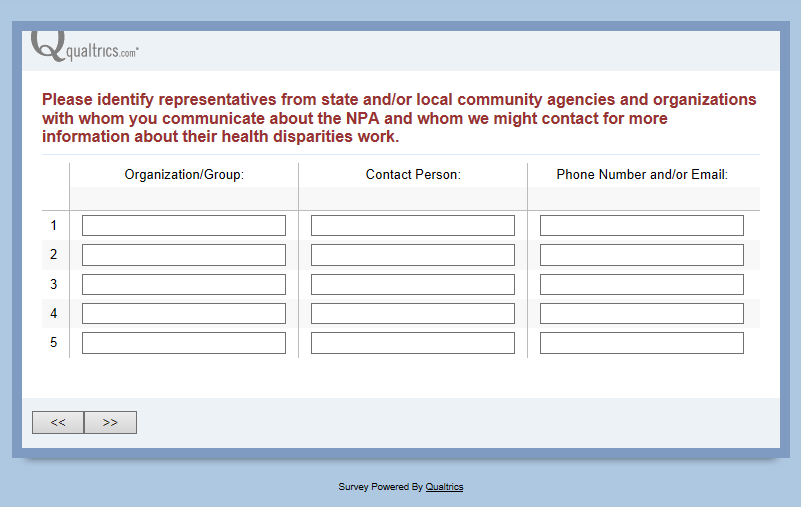 qualtrics.com
Please identify representatives from state and/or local community agencies and organizations
with whom you communicate about the NPA and whom we might contact for more
information about their health disparities work.
Organization/Group: Contact Person: Phone Number and/or Email:
1
2
3
4
5
<< >>
Survey Powered By Qualtrics